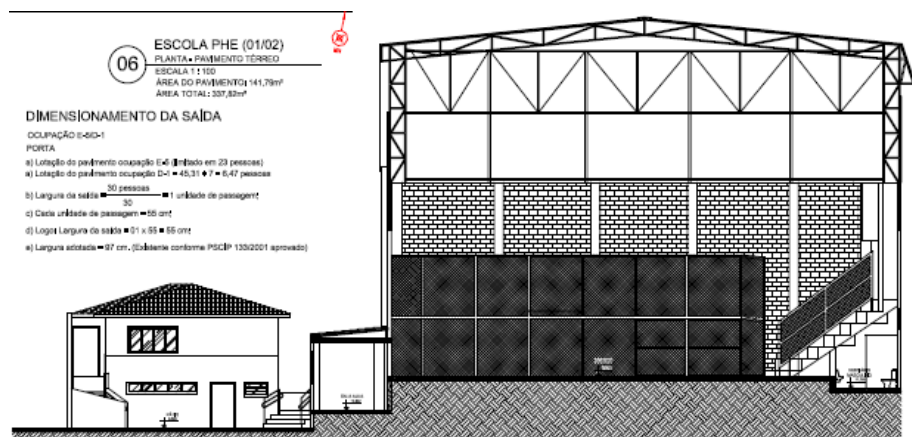 06
ESCOLA PHE (01/02)
PLANTA - PAVIMENTO TÉRREO
ESCALA 1 : 100
ÁREA DO PAVIMENTO: 141,79m²
ÁREA TOTAL: 337,82m²
DIMENSIONAMENTO DA SAÍDA
OCUPAÇÃO E-5/D-1
PORTA
a) Lotação do pavimento ocupação E-5 (limitado em 23 pessoas)
a) Lotação do pavimento ocupação D-1 = 45,31 ÷ 7 = 6,47 pessoas
b) Largura da saída = 30 pessoas / 30 = 1 unidade de passagem;
c) Cada unidade de passagem = 55 cm;
d) Logo: Largura da saída = 01 x 55 = 55 cm;
e) Largura adotada = 97 cm. (Existente conforme PSCIP 133/2001 aprovado)